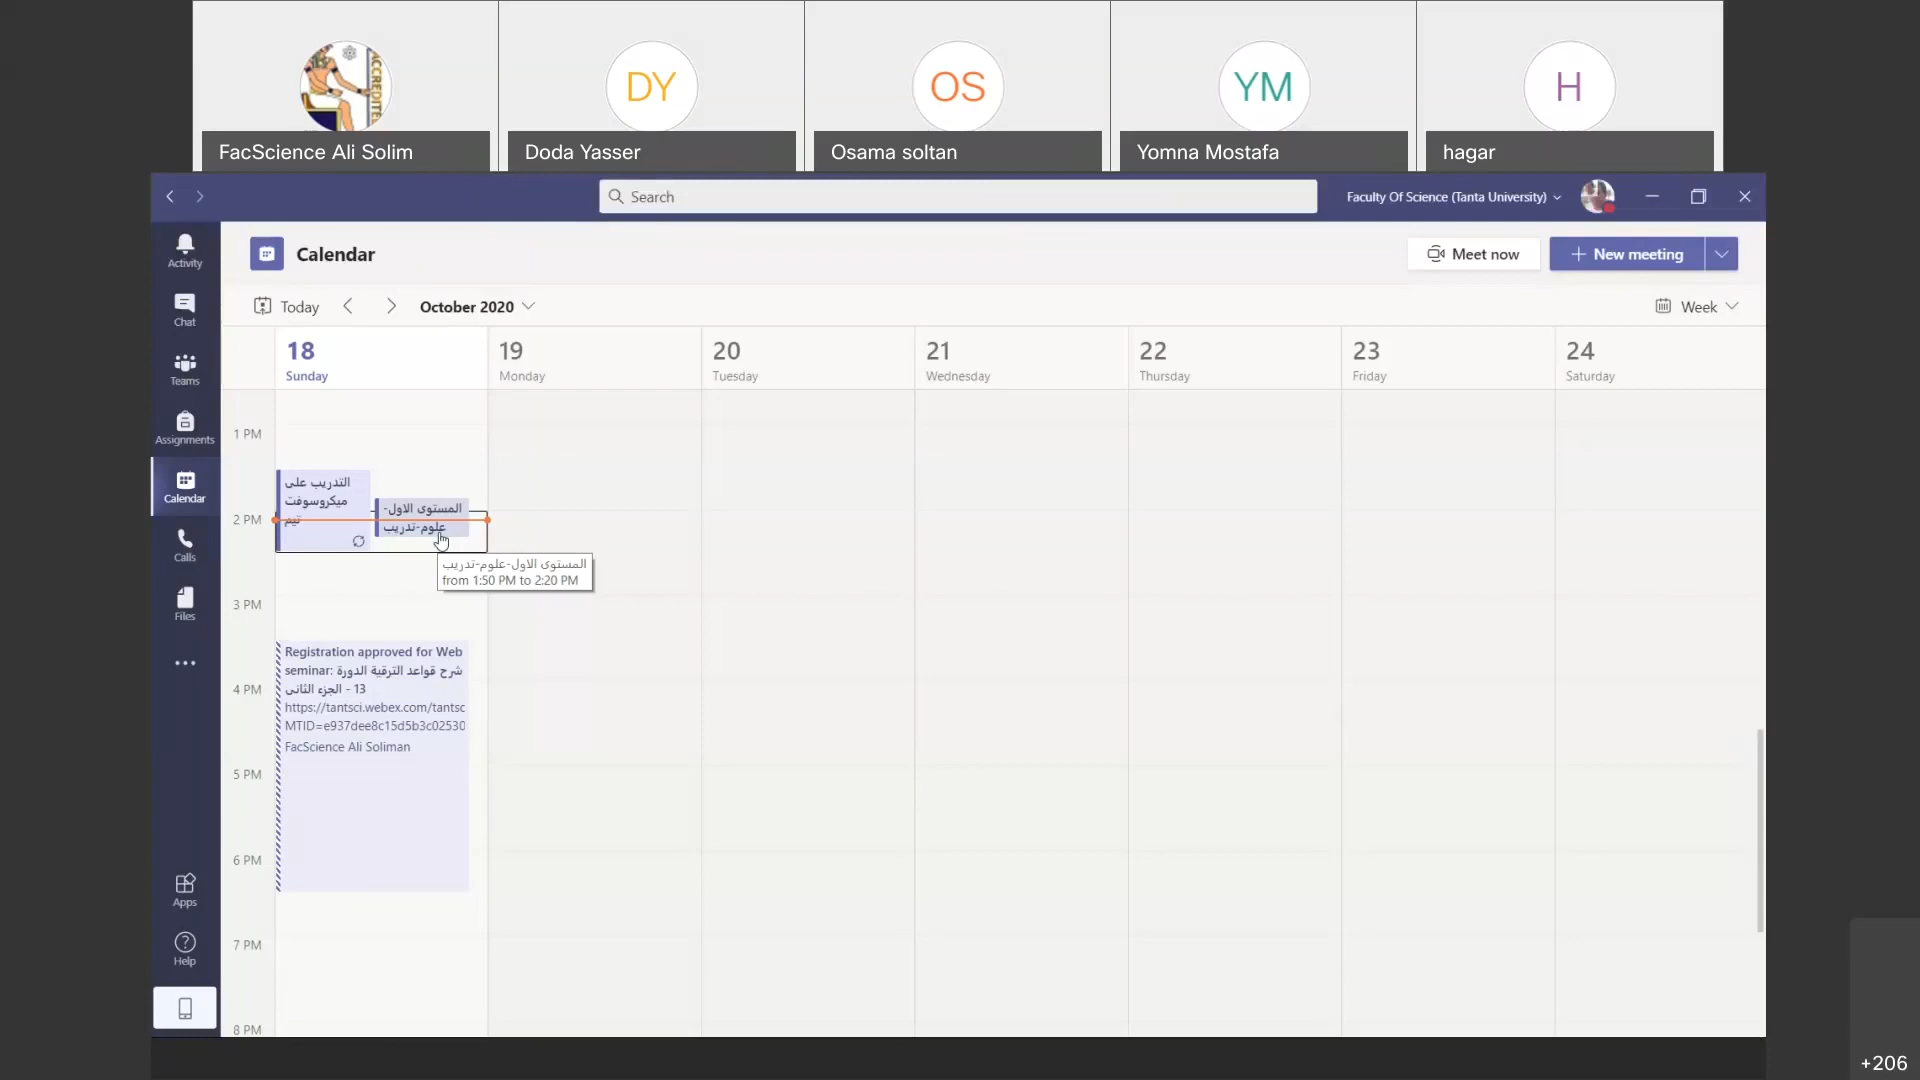 ACCREDITED
DY
OS
YM
H
FacScience Ali Solim
Doda Yasser
Osama soltan
Yomna Mostafa
hagar
Search
Faculty Of Science (Tanta University)
Activity
Chat
Teams
Assignments
Calendar
Calls
Files
Apps
Help
Calendar
Meet now
New meeting
Today
October 2020
Week
18
Sunday
19
Monday
20
Tuesday
21
Wednesday
22
Thursday
23
Friday
24
Saturday
1 PM
2 PM
3 PM
4 PM
5 PM
6 PM
7 PM
8 PM
التدريب على
ميكروسوفت
تيم
المستوى الاول-
علوم-تدريب
المستوى الاول-علوم-تدريب
from 1:50 PM to 2:20 PM
Registration approved for Web
seminar: شرح قواعد الترقية الدورة
13 - الجزء الثانى
https://tantsci.webex.com/tantsc
MTID=e937dee8c15d5b3c02530
FacScience Ali Soliman
+206